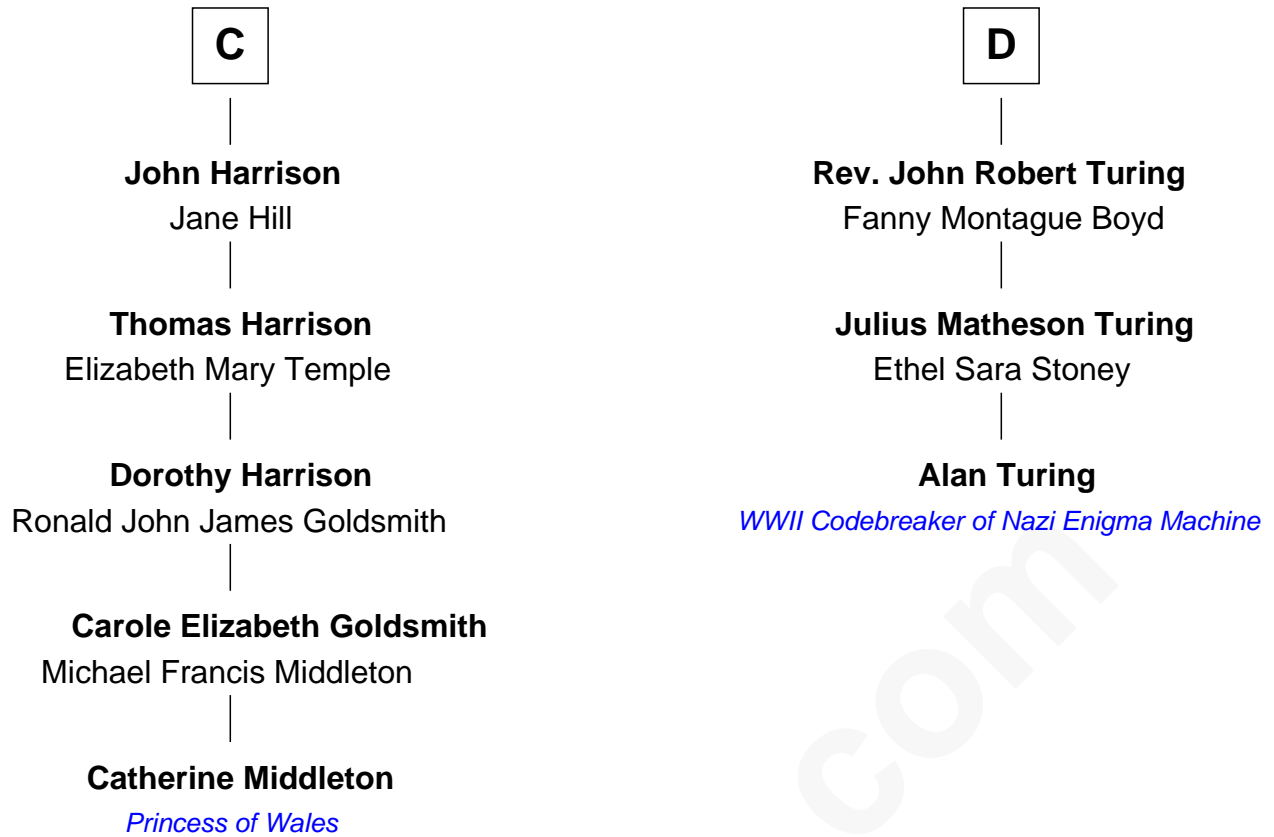 C
John Harrison
Jane Hill
Thomas Harrison
Elizabeth Mary Temple
Dorothy Harrison
Ronald John James Goldsmith
Carole Elizabeth Goldsmith
Michael Francis Middleton
Catherine Middleton
Princess of Wales
D
Rev. John Robert Turing
Fanny Montague Boyd
Julius Matheson Turing
Ethel Sara Stoney
Alan Turing
WWII Codebreaker of Nazi Enigma Machine
com